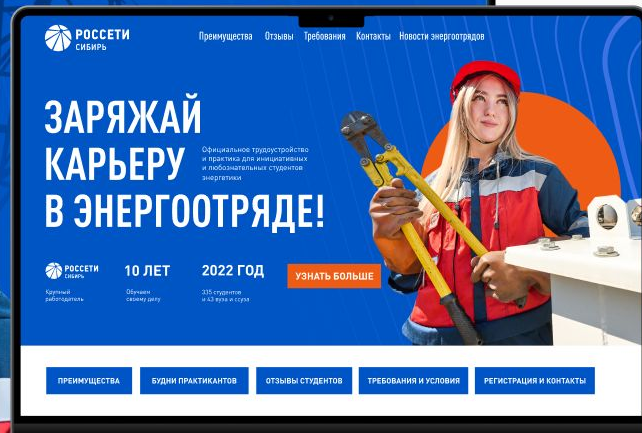 РОССЕТИ
СИБИРЬ
Преимущества Отзывы Требования Контакты Новости энергоотрядов
ЗАРЯЖАЙ
КАРЬЕРУ
В ЭНЕРГООТРЯДЕ!
Официальное трудоустройство
и практика для инициативных
и любознательных студентов
энергетики
РОССЕТИ
СИБИРЬ
Крупный
работодатель
10 ЛЕТ
Обучаем
своему делу
2022 ГОД
335 студентов
и 43 вуза и ссуза
УЗНАТЬ БОЛЬШЕ
ПРЕИМУЩЕСТВА
БУДНИ ПРАКТИКАНТОВ
ОТЗЫВЫ СТУДЕНТОВ
ТРЕБОВАНИЯ И УСЛОВИЯ
РЕГИСТРАЦИЯ И КОНТАКТЫ